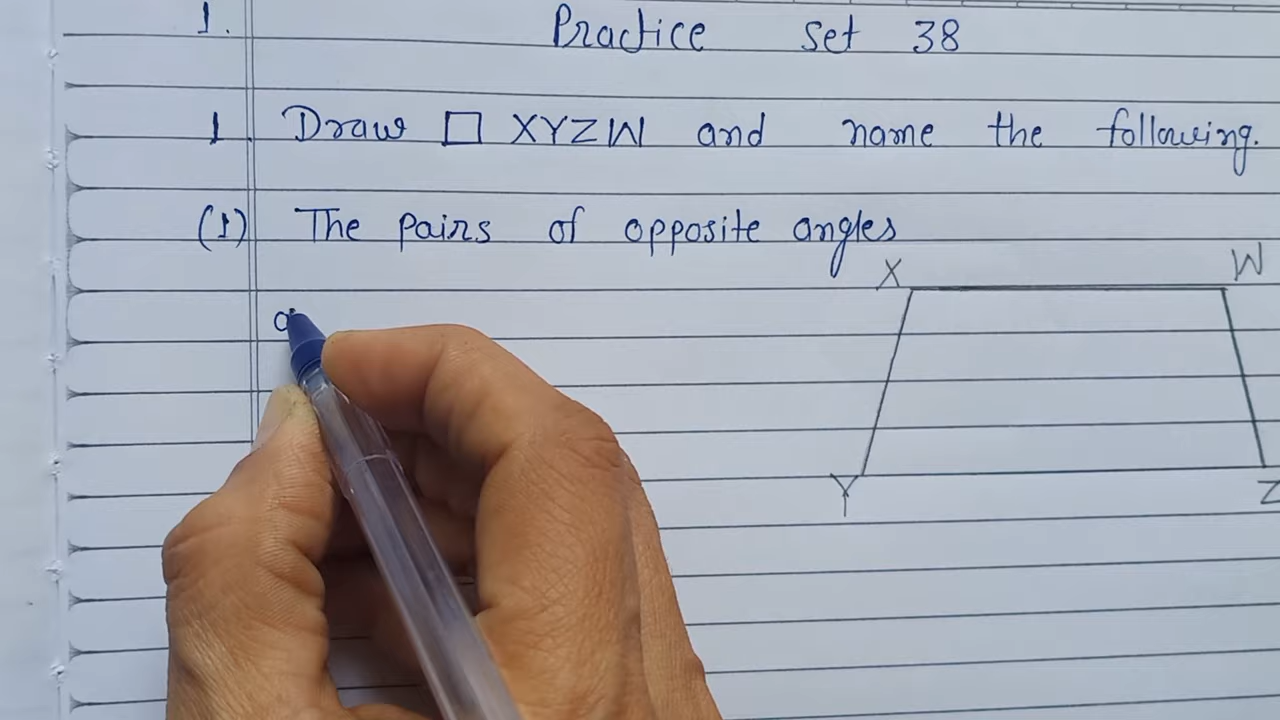 1. Practice set 38
1 Draw □ XYZW and name the following.
(1) The pairs of opposite angles
X W
a
Y Z